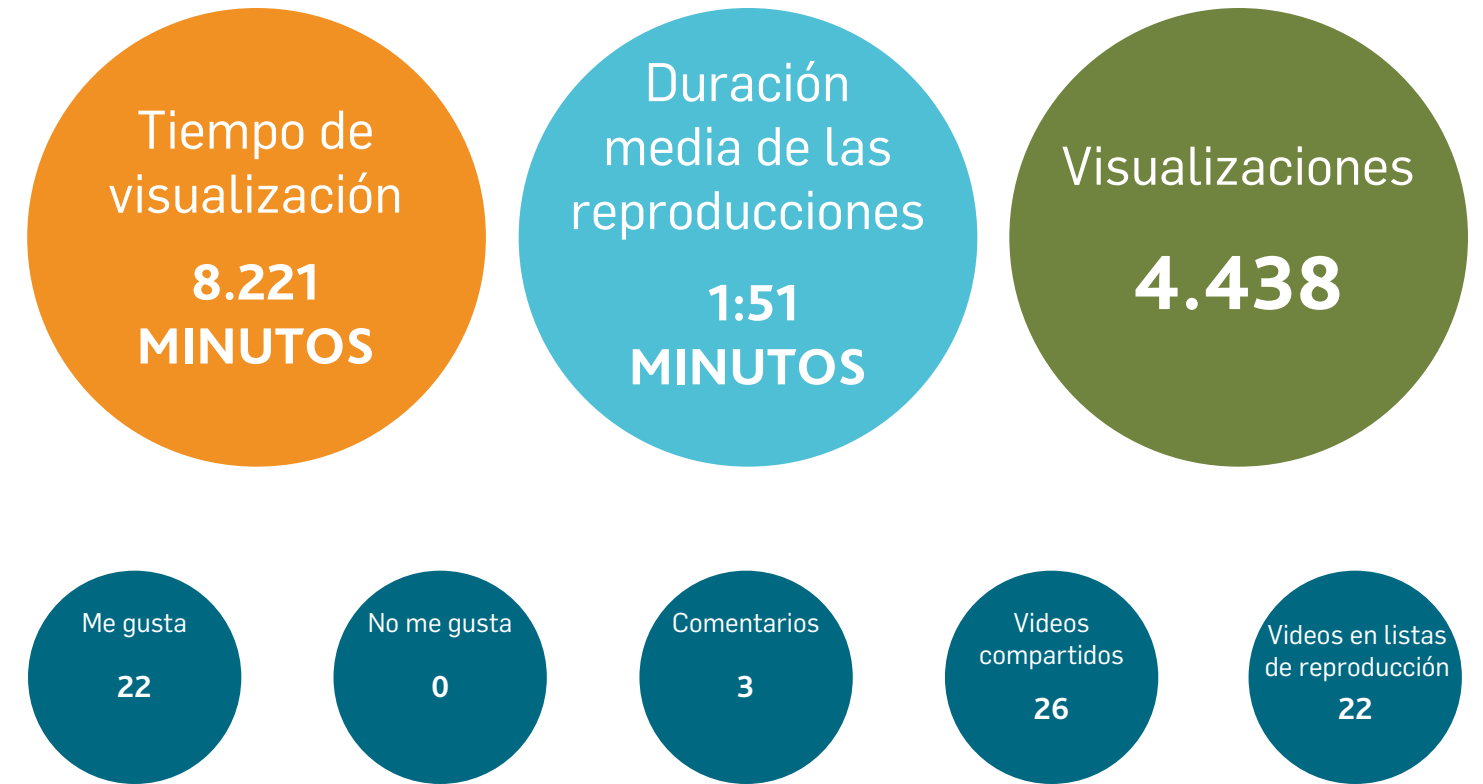 Tiempo de
visualización
8.221
MINUTOS
Duración
media de las
reproducciones
1:51
MINUTOS
Visualizaciones
4.438
Me gusta
22
No me gusta
0
Comentarios
3
Videos
compartidos
26
Videos en listas
de reproducción
22